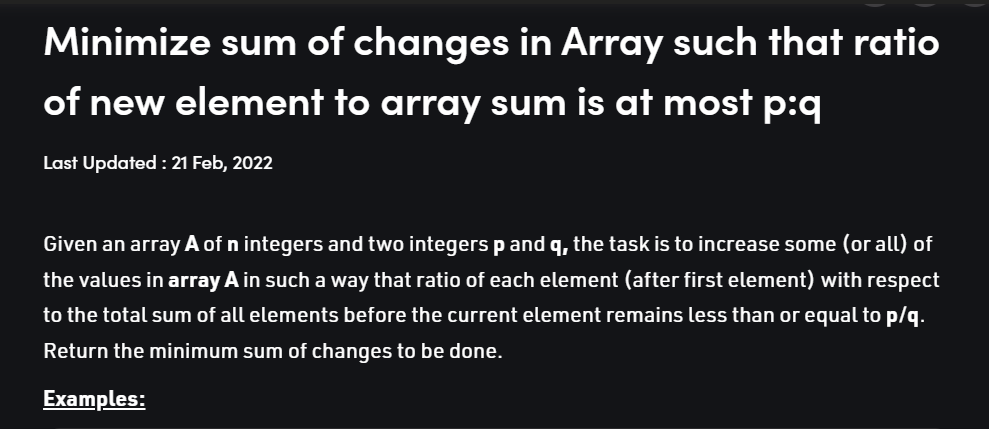 Minimize sum of changes in Array such that ratio
of new element to array sum is at most p:q
Last Updated : 21 Feb, 2022
Given an array A of n integers and two integers p and q, the task is to increase some (or all) of
the values in array A in such a way that ratio of each element (after first element) with respect
to the total sum of all elements before the current element remains less than or equal to p/q.
Return the minimum sum of changes to be done.
Examples: